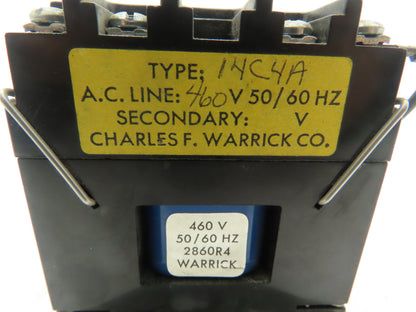 TYPE; 14C4A
A.C. LINE: 460 V 50/60 HZ
SECONDARY: V
CHARLES F. WARRICK CO.
460 V
50/60 HZ
2860R4
WARRICK